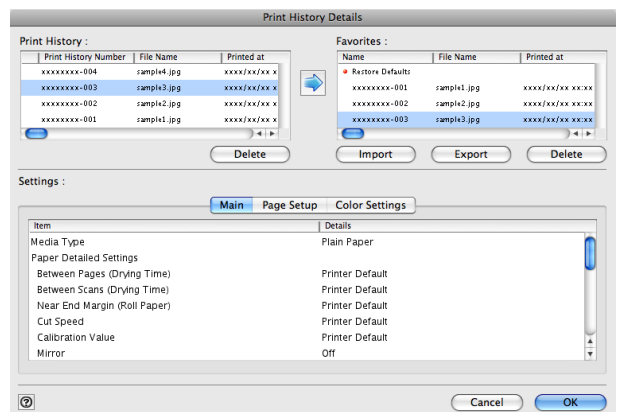 Print History Details
Print History :
Print History Number File Name Printed at
xxxxxxxx-004 sample4.jpg xxxx/xx/xx x
xxxxxxxx-003 sample3.jpg xxxx/xx/xx x
xxxxxxxx-002 sample2.jpg xxxx/xx/xx x
xxxxxxxx-001 sample1.jpg xxxx/xx/xx x
Delete
Favorites :
Name File Name Printed at
Restore Defaults
xxxxxxxx-001 sample1.jpg xxxx/xx/xx xx:xx
xxxxxxxx-002 sample2.jpg xxxx/xx/xx xx:xx
xxxxxxxx-003 sample3.jpg xxxx/xx/xx xx:xx
Import Export Delete
Settings :
Main Page Setup Color Settings
Item Details
Media Type Plain Paper
Paper Detailed Settings
Between Pages (Drying Time) Printer Default
Between Scans (Drying Time) Printer Default
Near End Margin (Roll Paper) Printer Default
Cut Speed Printer Default
Calibration Value Printer Default
Mirror Off
? Cancel OK